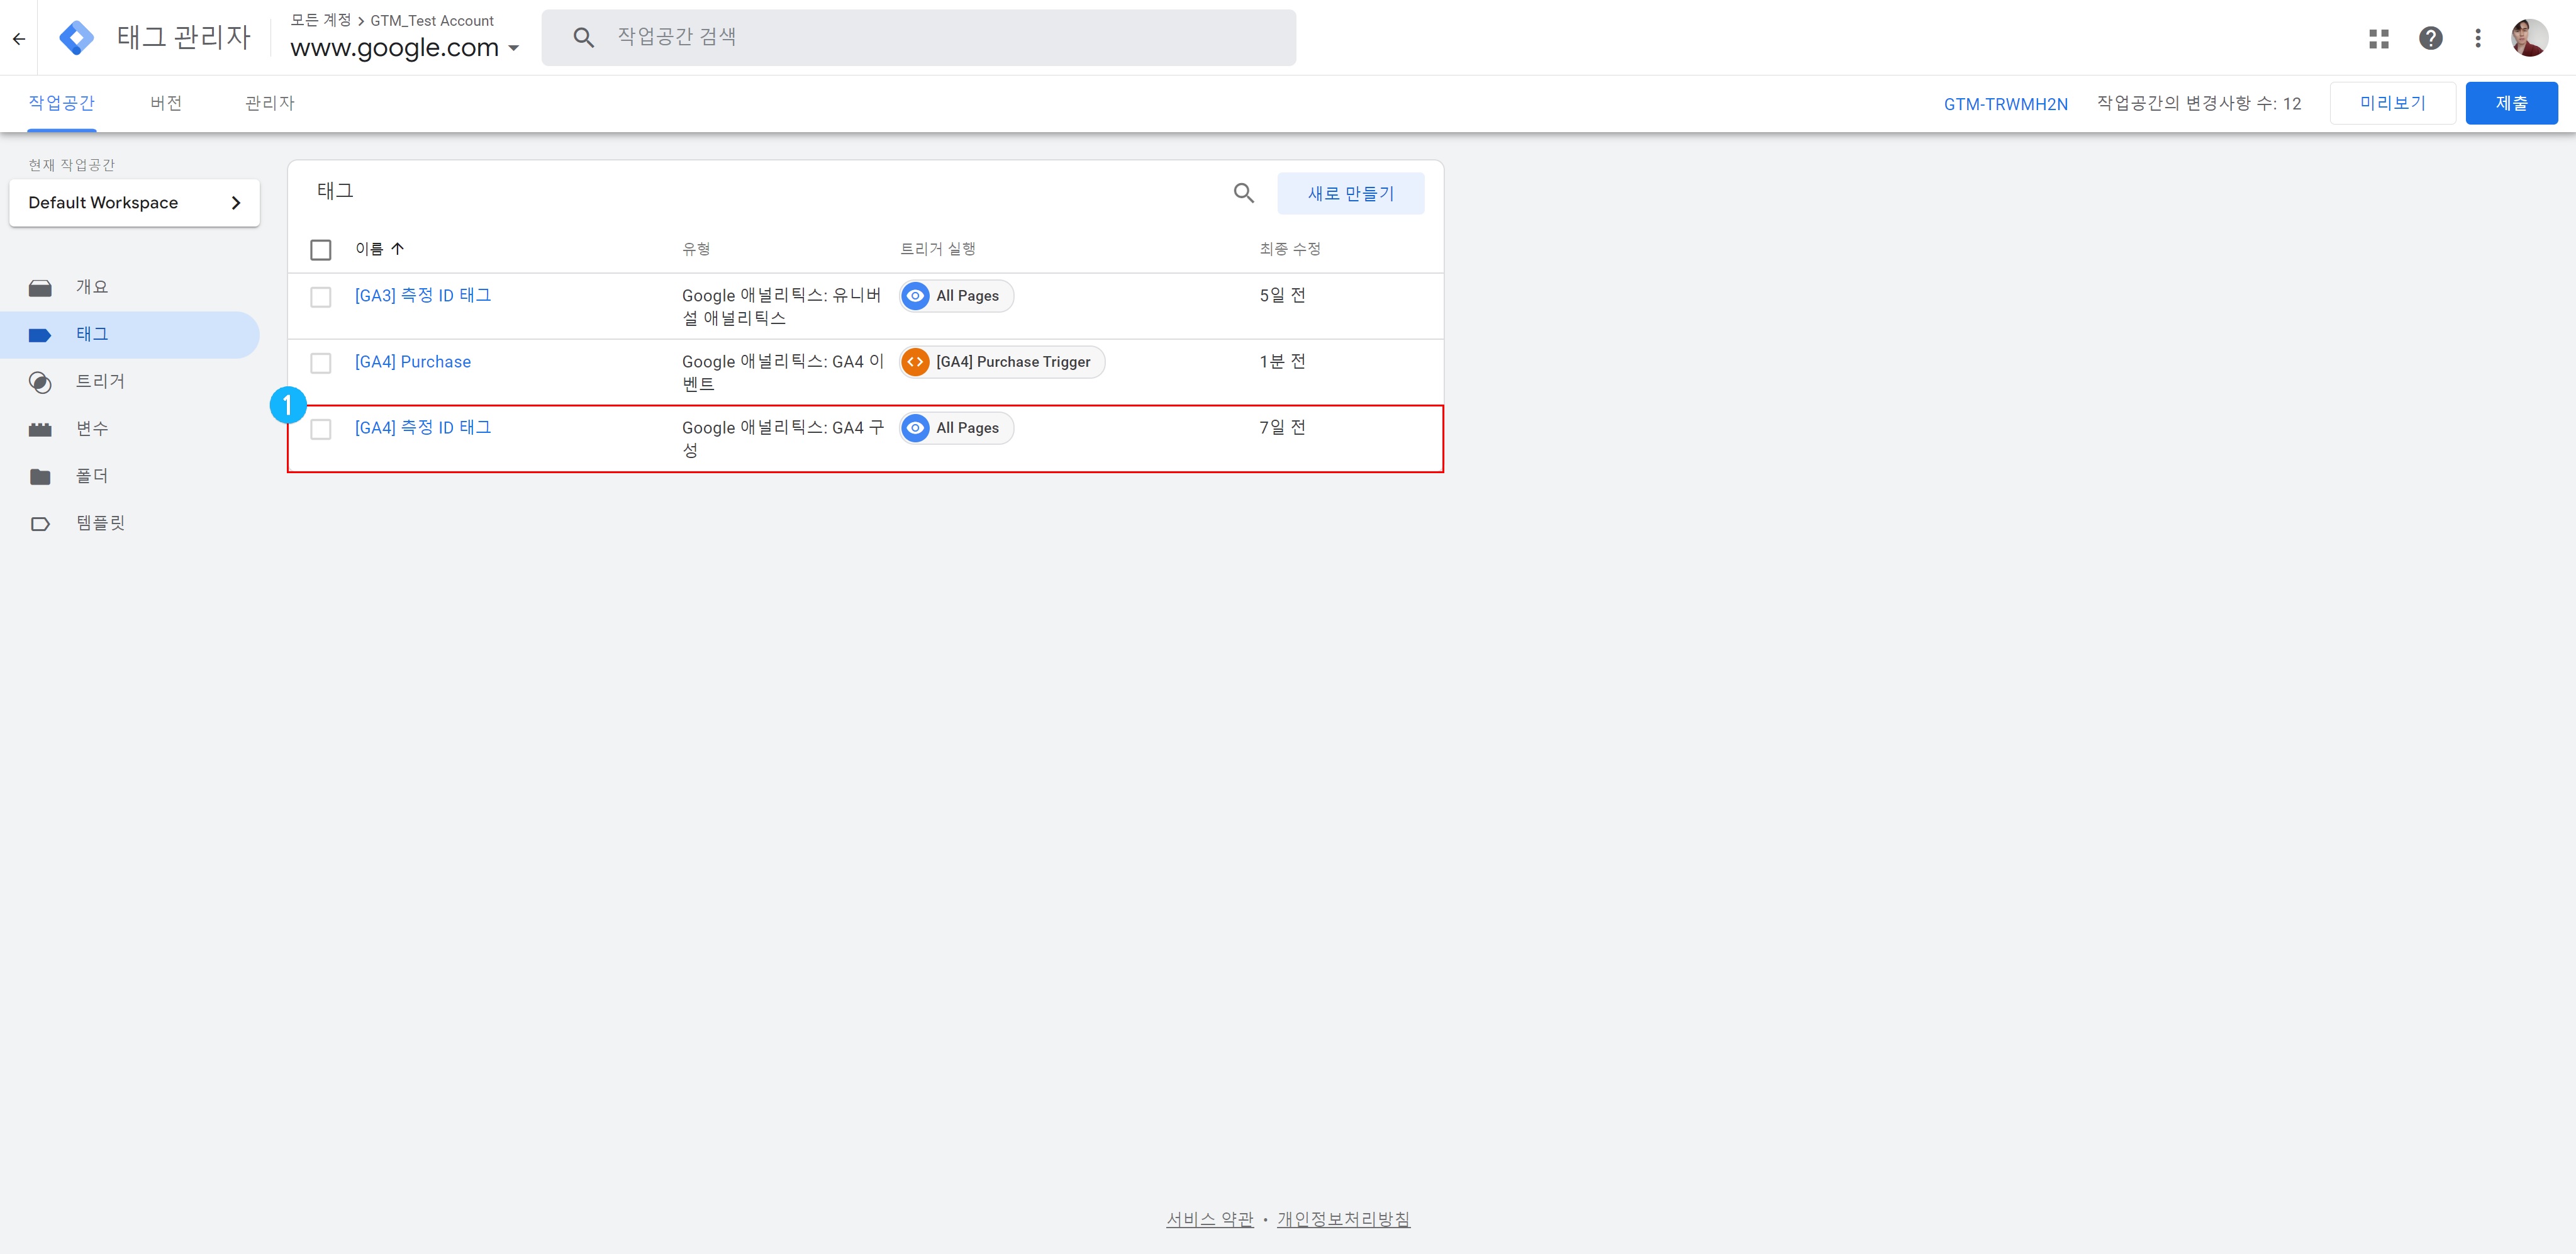 모든 계정 > GTM_Test Account
태그 관리자
www.google.com
작업공간 검색
작업공간
버전
관리자
GTM-TRWMH2N
작업공간의 변경사항 수: 12
미리보기
제출
현재 작업공간
Default Workspace
개요
태그
트리거
변수
폴더
템플릿
태그
새로 만들기
이름 유형 트리거 실행 최종 수정
[GA3] 측정 ID 태그 Google 애널리틱스: 유니버 All Pages 5일 전
설 애널리틱스
[GA4] Purchase Google 애널리틱스: GA4 이 [GA4] Purchase Trigger 1분 전
벤트
1
[GA4] 측정 ID 태그 Google 애널리틱스: GA4 구 All Pages 7일 전
성
서비스 약관 • 개인정보처리방침